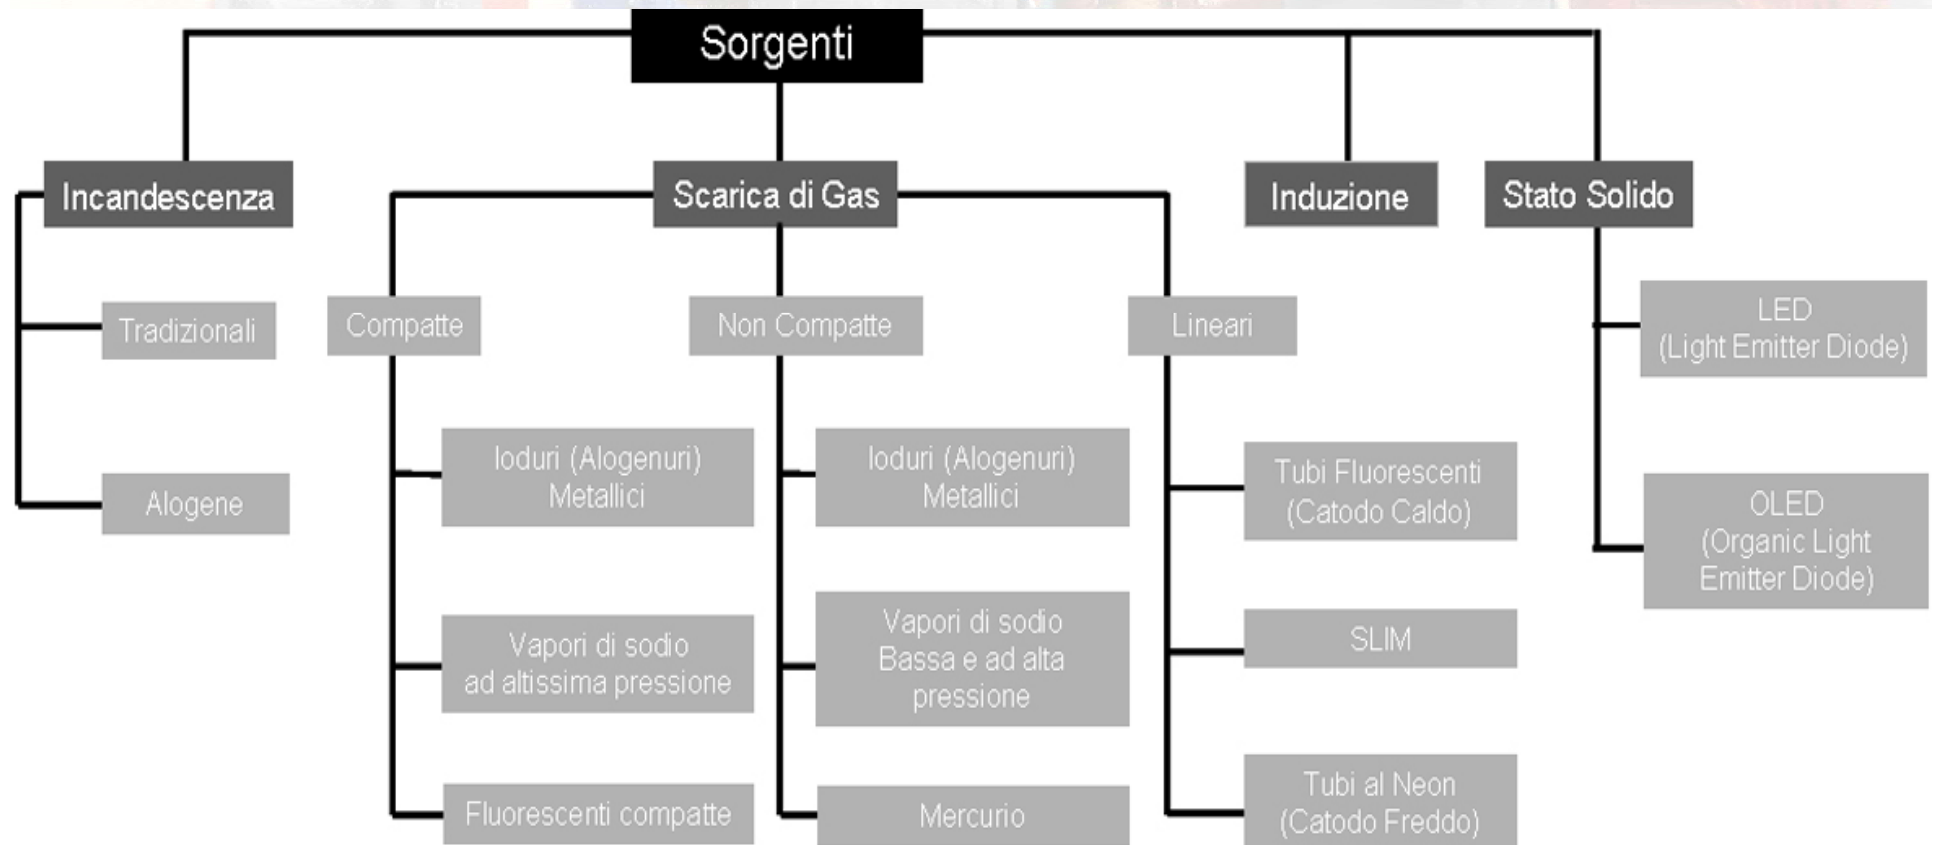 Sorgenti
Incandescenza
Scarica di Gas
Induzione
Stato Solido
Tradizionali
Alogene
Compatte
Ioduri (Alogenuri)
Metallici
Vapori di sodio
ad altissima pressione
Fluorescenti compatte
Non Compatte
Ioduri (Alogenuri)
Metallici
Vapori di sodio
Bassa e ad alta
pressione
Mercurio
Lineari
Tubi Fluorescenti
(Catodo Caldo)
SLIM
Tubi al Neon
(Catodo Freddo)
LED
(Light Emitter Diode)
OLED
(Organic Light
Emitter Diode)